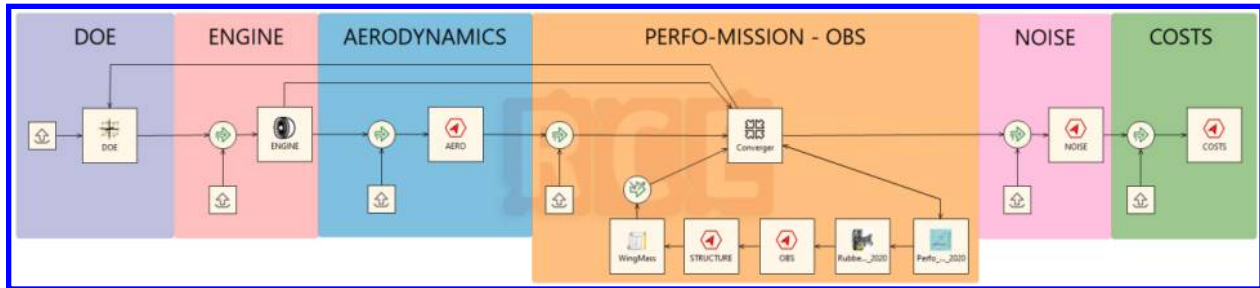 DOE
ENGINE
AERODYNAMICS
PERFO-MISSION - OBS
NOISE
COSTS
DOE
ENGINE
AERO
Converger
NOISE
COSTS
WingMass
STRUCTURE
OBS
Rubbe..._2020
Perfo_..._2020
RCE